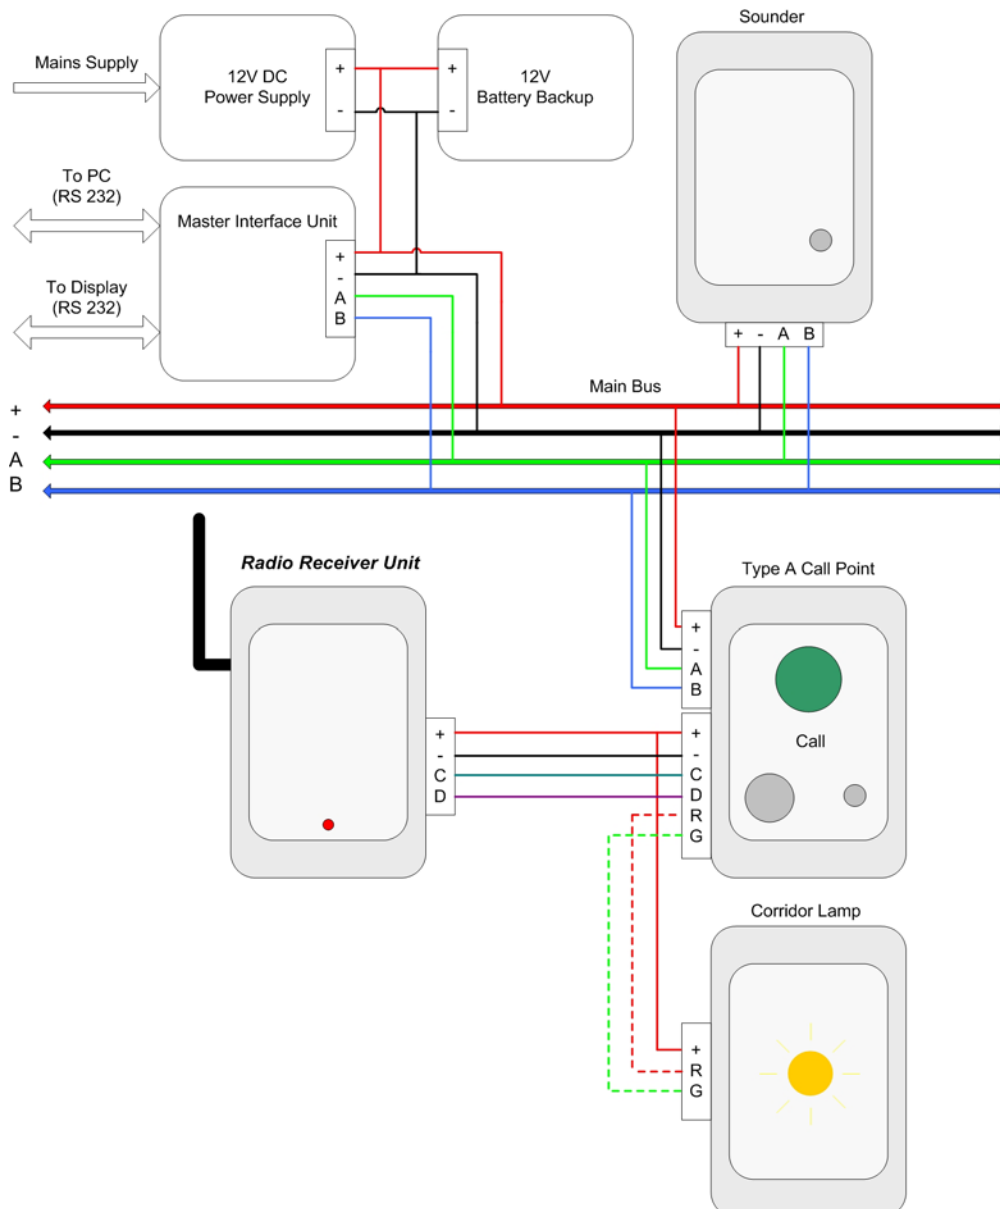 Sounder
Mains Supply
12V DC
Power Supply
+
-
+
-
12V
Battery Backup
To PC
(RS 232)
Master Interface Unit
+
-
A
B
To Display
(RS 232)
+ - A B
Main Bus
+
-
A
B
Radio Receiver Unit
Type A Call Point
+
-
A
B
Call
+
-
C
D
+
-
C
D
R
G
Corridor Lamp
+
R
G